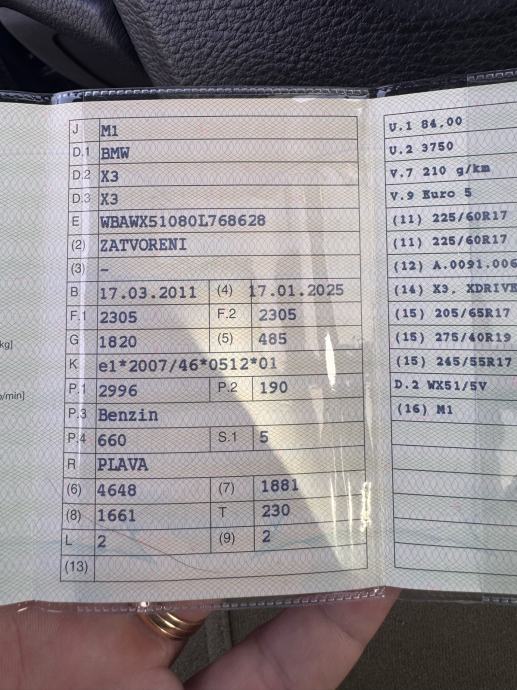 J M1
D.1 BMW
D.2 X3
D.3 X3
E WBAWX51080L768628
(2) ZATVORENI
(3) –
B 17.03.2011 (4) 17.01.2025
F.1 2305 F.2 2305
G 1820 (5) 485
K e1*2007/46*0512*01
P.1 2996 P.2 190
P.3 Benzin
P.4 660 S.1 5
R PLAVA
(6) 4648 (7) 1881
(8) 1661 T 230
L 2 (9) 2
(13)
U.1 84,00
U.2 3750
V.7 210 g/km
V.9 Euro 5
(11) 225/60R17
(11) 225/60R17
(12) A.0091.006
(14) X3, XDRIVE
(15) 205/65R17
(15) 275/40R19
(15) 245/55R17
D.2 WX51/5V
(16) M1
kg]
/min]